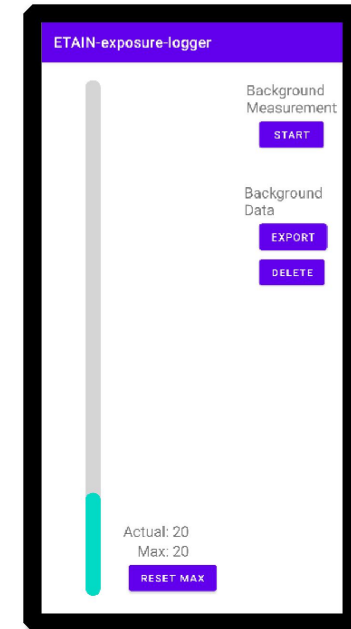 ETAIN-exposure-logger
Background
Measurement
START
Background
Data
EXPORT
DELETE
Actual: 20
Max: 20
RESET MAX